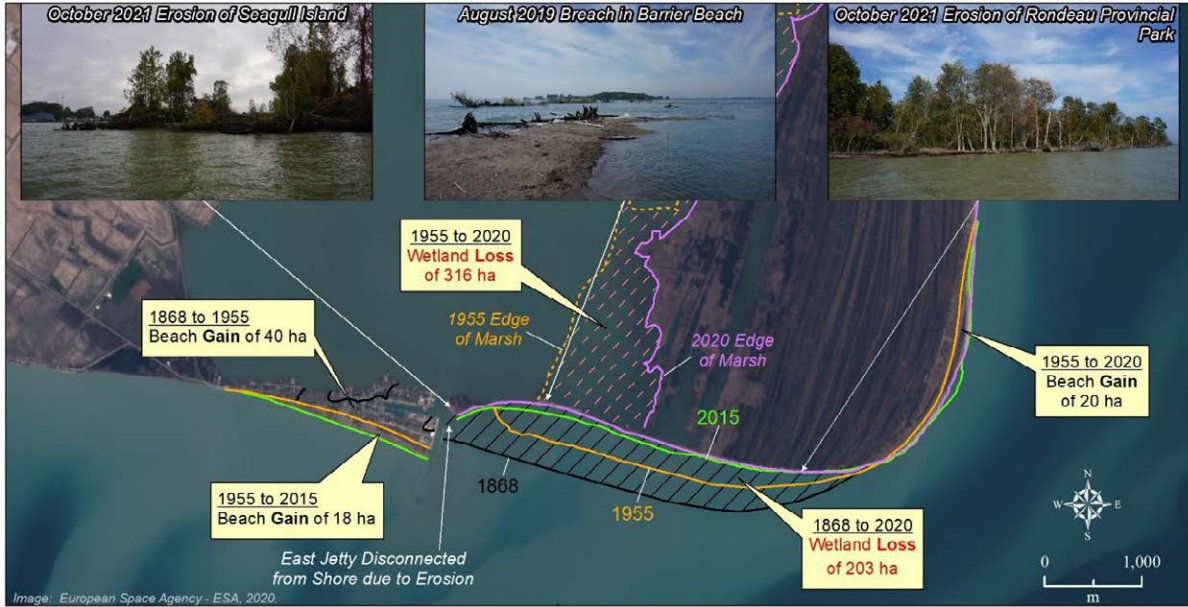 October 2021 Erosion of Seagull Island
August 2019 Breach in Barrier Beach
October 2021 Erosion of Rondeau Provincial
Park
1955 to 2020
Wetland Loss
of 316 ha
1868 to 1955
Beach Gain of 40 ha
1955 Edge
of Marsh
2020 Edge
of Marsh
1955 to 2020
Beach Gain
of 20 ha
2015
1868
1955
1955 to 2015
Beach Gain of 18 ha
1868 to 2020
Wetland Loss
of 203 ha
East Jetty Disconnected
from Shore due to Erosion
N
W
E
S
0 1,000
m
Image: European Space Agency - ESA, 2020.